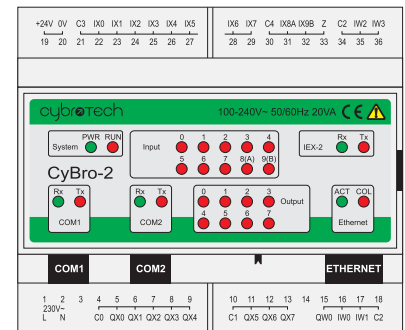 +24V 0V C3 IX0 IX1 IX2 IX3 IX4 IX5 IX6 IX7 C4 IX8A IX9B Z C2 IW2 IW3
19 20 21 22 23 24 25 26 27 28 29 30 31 32 33 34 35 36
cybrotech 100-240V~ 50/60Hz 20VA CE
PWR RUN 0 1 2 3 4 Rx Tx
System Input IEX-2
5 6 7 8(A) 9(B)
CyBro-2
Rx Tx Rx Tx 0 1 2 3 ACT COL
Output
4 5 6 7
COM1 COM2 Ethernet
COM1 COM2 ETHERNET
1 2 3 4 5 6 7 8 9 10 11 12 13 14 15 16 17 18
230V~
L N C0 QX0 QX1 QX2 QX3 QX4 C1 QX5 QX6 QX7 QW0 IW0 IW1 C2